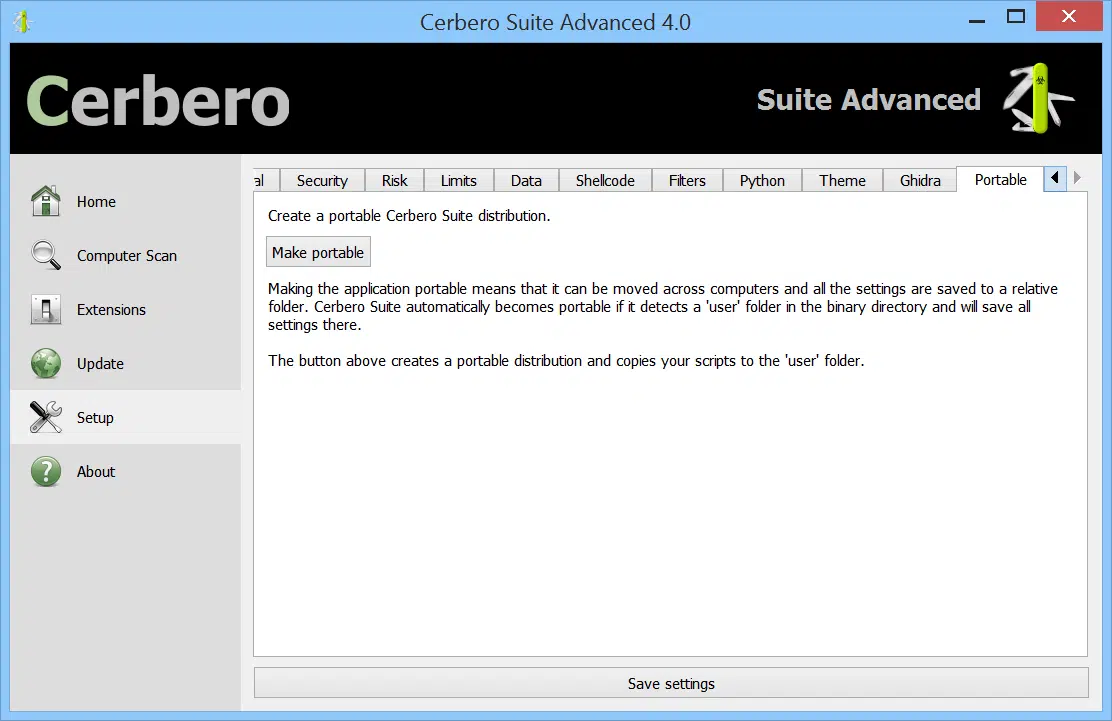 Cerbero Suite Advanced 4.0
Cerbero
Suite Advanced
Home
Computer Scan
Extensions
Update
Setup
About
al Security Risk Limits Data Shellcode Filters Python Theme Ghidra Portable
Create a portable Cerbero Suite distribution.
Make portable
Making the application portable means that it can be moved across computers and all the settings are saved to a relative
folder. Cerbero Suite automatically becomes portable if it detects a 'user' folder in the binary directory and will save all
settings there.
The button above creates a portable distribution and copies your scripts to the 'user' folder.
Save settings